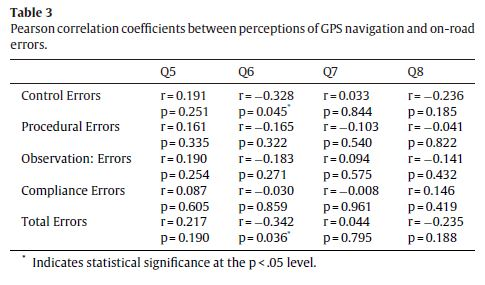 Table 3
Pearson correlation coefficients between perceptions of GPS navigation and on-road
errors.
Q5 Q6 Q7 Q8
Control Errors r= 0.191 r= −0.328 r= 0.033 r= −0.236
p= 0.251 p= 0.045* p= 0.844 p= 0.185
Procedural Errors r= 0.161 r= −0.165 r= −0.103 r= −0.041
p= 0.335 p= 0.322 p= 0.540 p= 0.822
Observation: Errors r= 0.190 r= −0.183 r= 0.094 r= −0.141
p= 0.254 p= 0.271 p= 0.575 p= 0.432
Compliance Errors r= 0.087 r= −0.030 r= −0.008 r= 0.146
p= 0.605 p= 0.859 p= 0.961 p= 0.419
Total Errors r= 0.217 r= −0.342 r= 0.044 r= −0.235
p= 0.190 p= 0.036* p= 0.795 p= 0.188
* Indicates statistical significance at the p < .05 level.